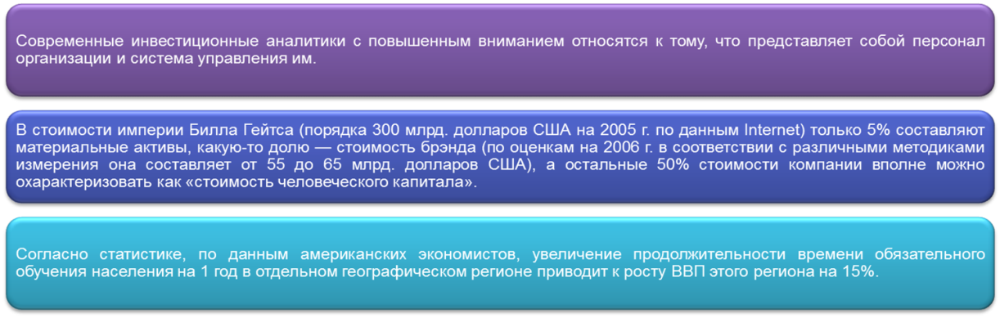 Современные инвестиционные аналитики с повышенным вниманием относятся к тому, что представляет собой персонал
организации и система управления им.
В стоимости империи Билла Гейтса (порядка 300 млрд. долларов США на 2005 г. по данным Internet) только 5% составляют
материальные активы, какую-то долю — стоимость брэнда (по оценкам на 2006 г. в соответствии с различными методиками
измерения она составляет от 55 до 65 млрд. долларов США), а остальные 50% стоимости компании вполне можно
охарактеризовать как «стоимость человеческого капитала».
Согласно статистике, по данным американских экономистов, увеличение продолжительности времени обязательного
обучения населения на 1 год в отдельном географическом регионе приводит к росту ВВП этого региона на 15%.